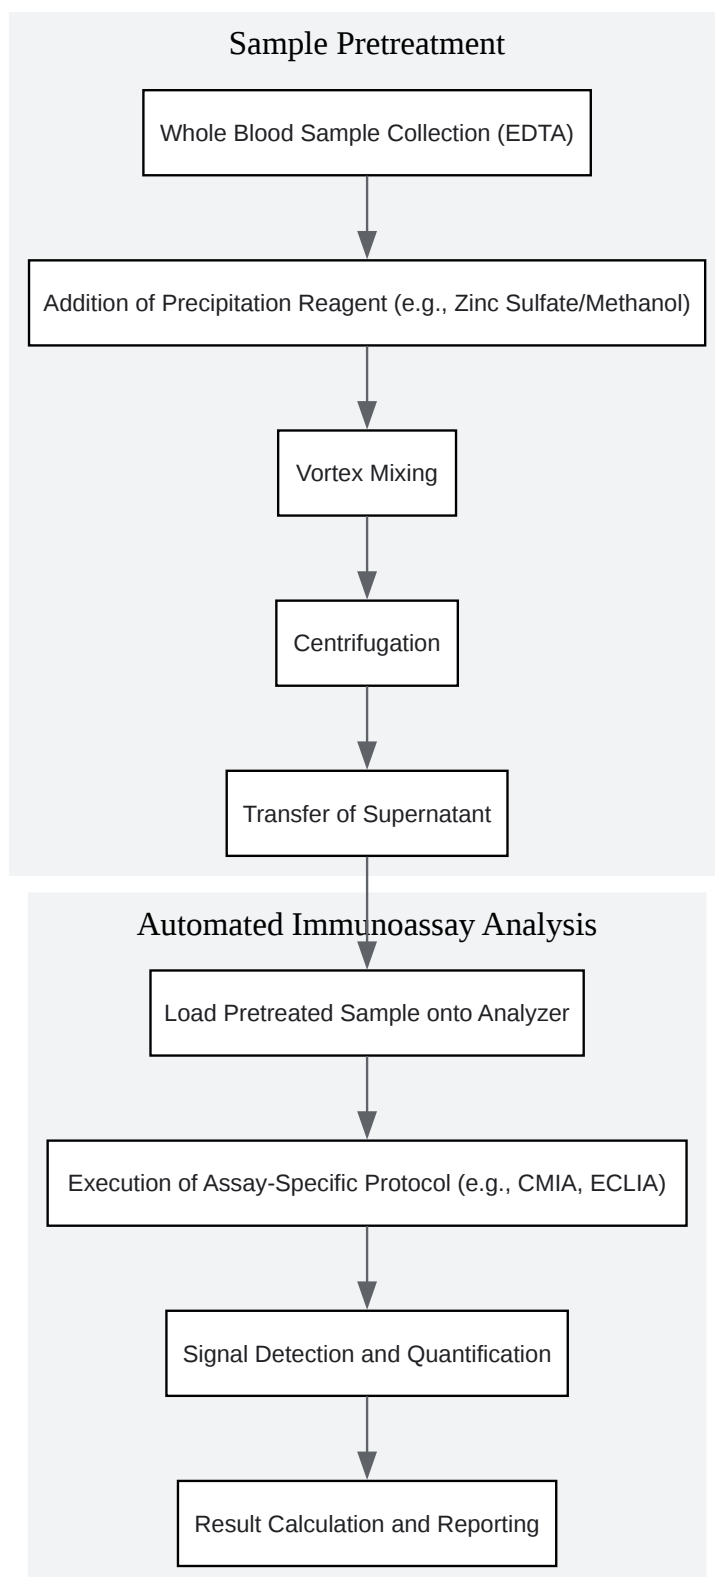 Sample Pretreatment
Whole Blood Sample Collection (EDTA)
Addition of Precipitation Reagent (e.g., Zinc Sulfate/Methanol)
Vortex Mixing
Centrifugation
Transfer of Supernatant
Automated Immunoassay Analysis
Load Pretreated Sample onto Analyzer
Execution of Assay-Specific Protocol (e.g., CMIA, ECLIA)
Signal Detection and Quantification
Result Calculation and Reporting